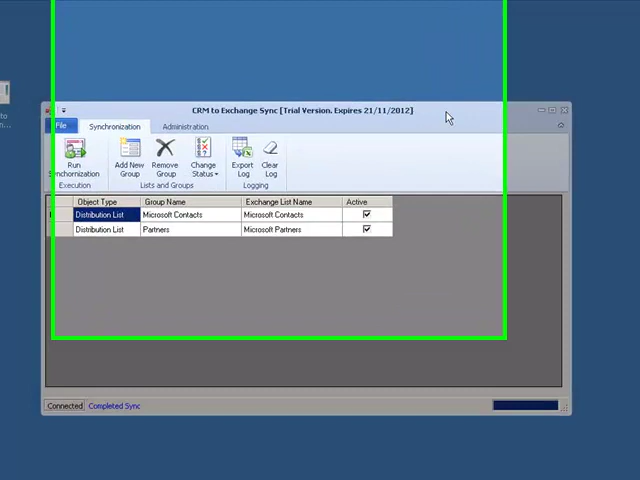 to
n...
CRM to Exchange Sync [Trial Version. Expires 21/11/2012]
File Synchronization Administration
Run Synchornization Add New Group Remove Group Change Status Export Log Clear Log
Execution Lists and Groups Logging
Object Type Group Name Exchange List Name Active
Distribution List Microsoft Contacts Microsoft Contacts
Distribution List Partners Microsoft Partners
Connected Completed Sync